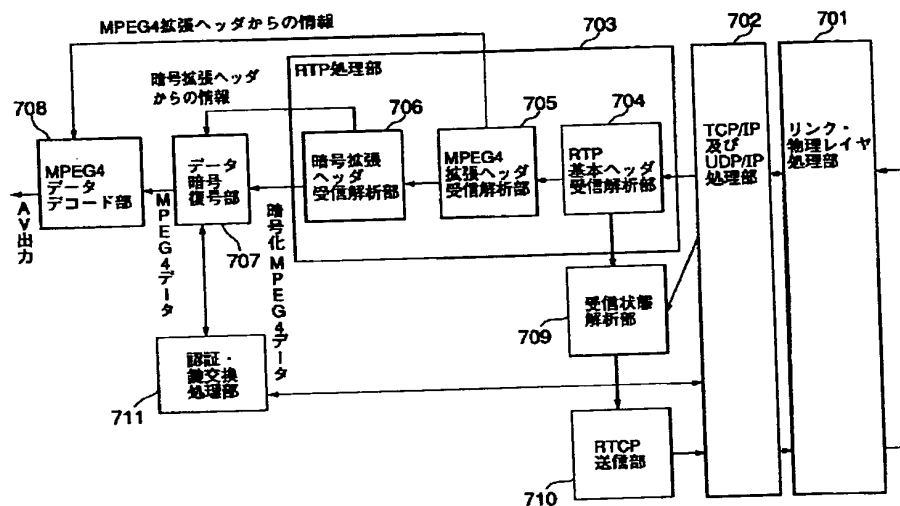 MPEG4拡張ヘッダからの情報
703
702
701
RTP処理部
暗号拡張ヘッダ
からの情報
708
706
705
704
MPEG4
データ
デコード部
データ
暗号
復号部
暗号拡張
ヘッダ
受信解析部
MPEG4
拡張ヘッダ
受信解析部
RTP
基本ヘッダ
受信解析部
TCP/IP
及び
UDP/IP
処理部
リンク・
物理レイヤ
処理部
AV出力
MPEG4データ
707
暗号化MPEG4データ
受信状態
解析部
709
認証・
鍵交換
処理部
711
RTCP
送信部
710